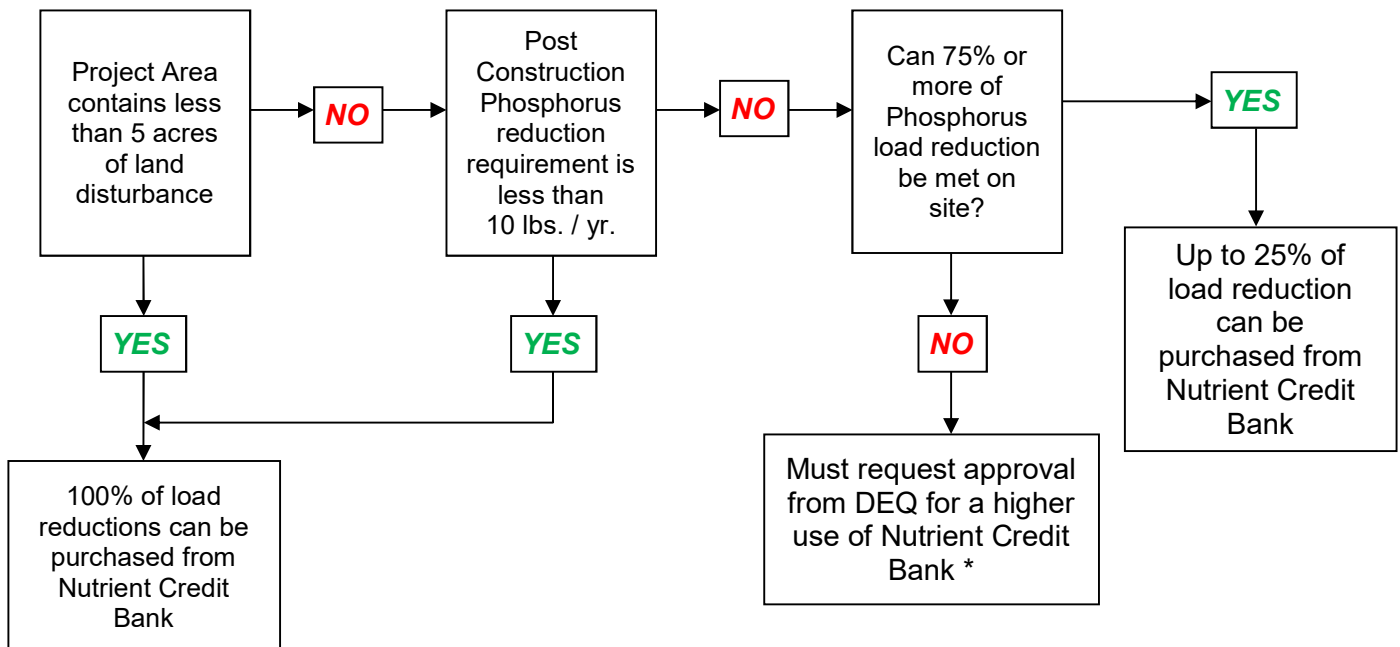 Project Area
contains less
than 5 acres
of land
disturbance
NO
Post
Construction
Phosphorus
reduction
requirement is
less than
10 lbs. / yr.
NO
Can 75% or
more of
Phosphorus
load reduction
be met on
site?
YES
Up to 25% of
load reduction
can be
purchased from
Nutrient Credit
Bank
YES
YES
NO
100% of load
reductions can be
purchased from
Nutrient Credit
Bank
Must request approval
from DEQ for a higher
use of Nutrient Credit
Bank *